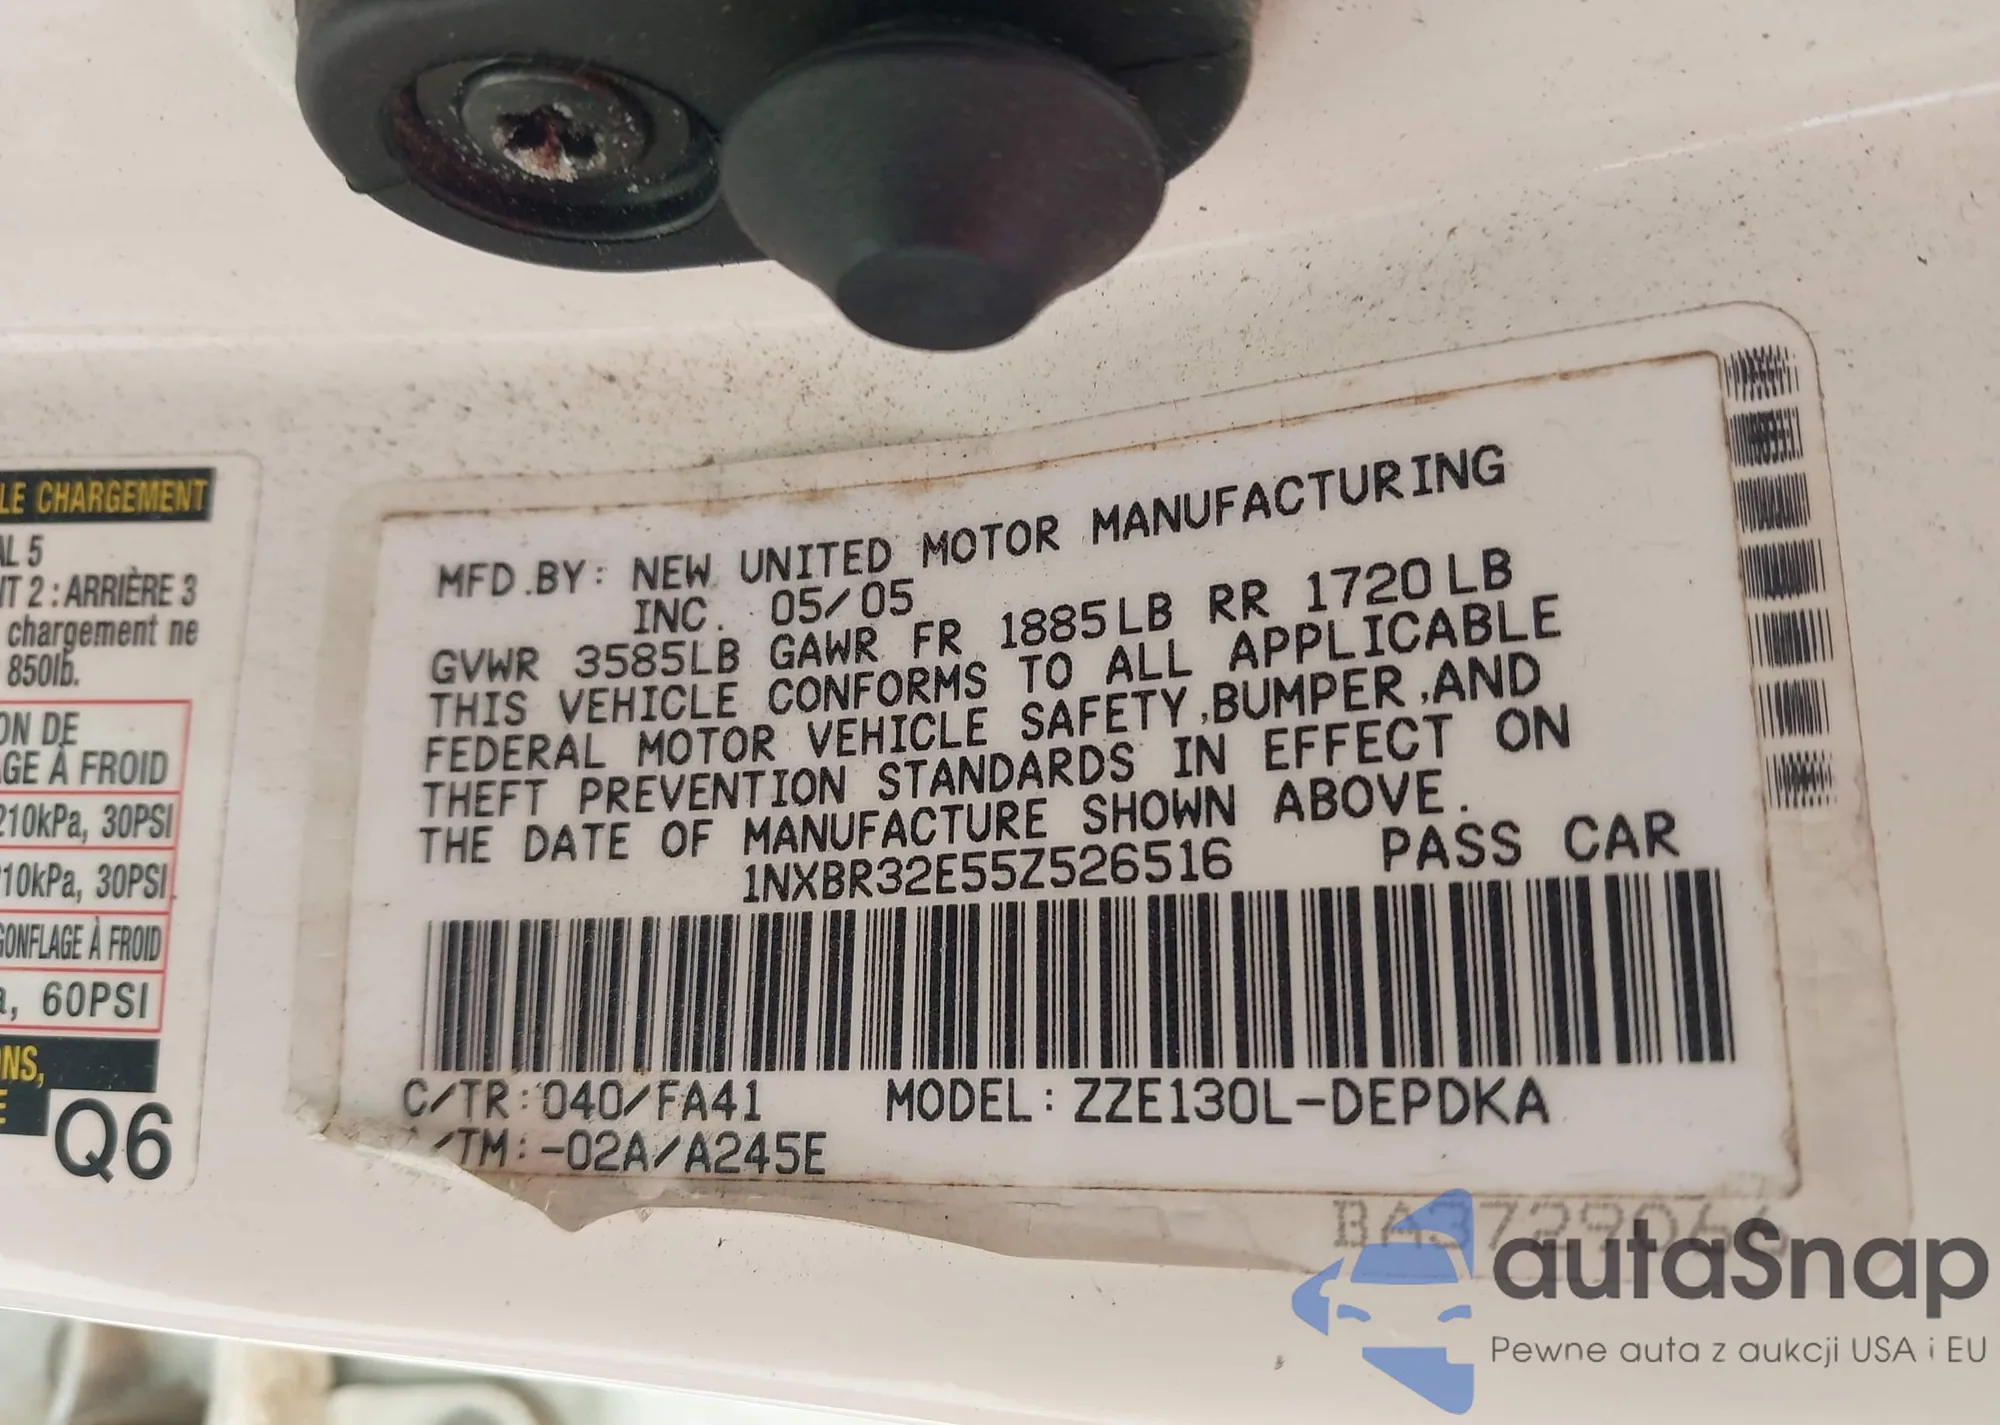 LE CHARGEMENT
AL 5
NT 2 : ARRIÈRE 3
chargement ne
850lb.
ON DE
GE À FROID
210kPa, 30PSI
10kPa, 30PSI
GONFLAGE À FROID
a, 60PSI
ONS,
E
Q6
MFD.BY: NEW UNITED MOTOR MANUFACTURING
INC. 05/05
GVWR 3585LB GAWR FR 1885LB RR 1720LB
THIS VEHICLE CONFORMS TO ALL APPLICABLE
FEDERAL MOTOR VEHICLE SAFETY,BUMPER,AND
THEFT PREVENTION STANDARDS IN EFFECT ON
THE DATE OF MANUFACTURE SHOWN ABOVE.
1NXBR32E55Z526516 PASS CAR
C/TR: 040/FA41 MODEL: ZZE130L-DEPDKA
/TM:-02A/A245E
BA3729066
autaSnap
Pewne auta z aukcji USA i EU